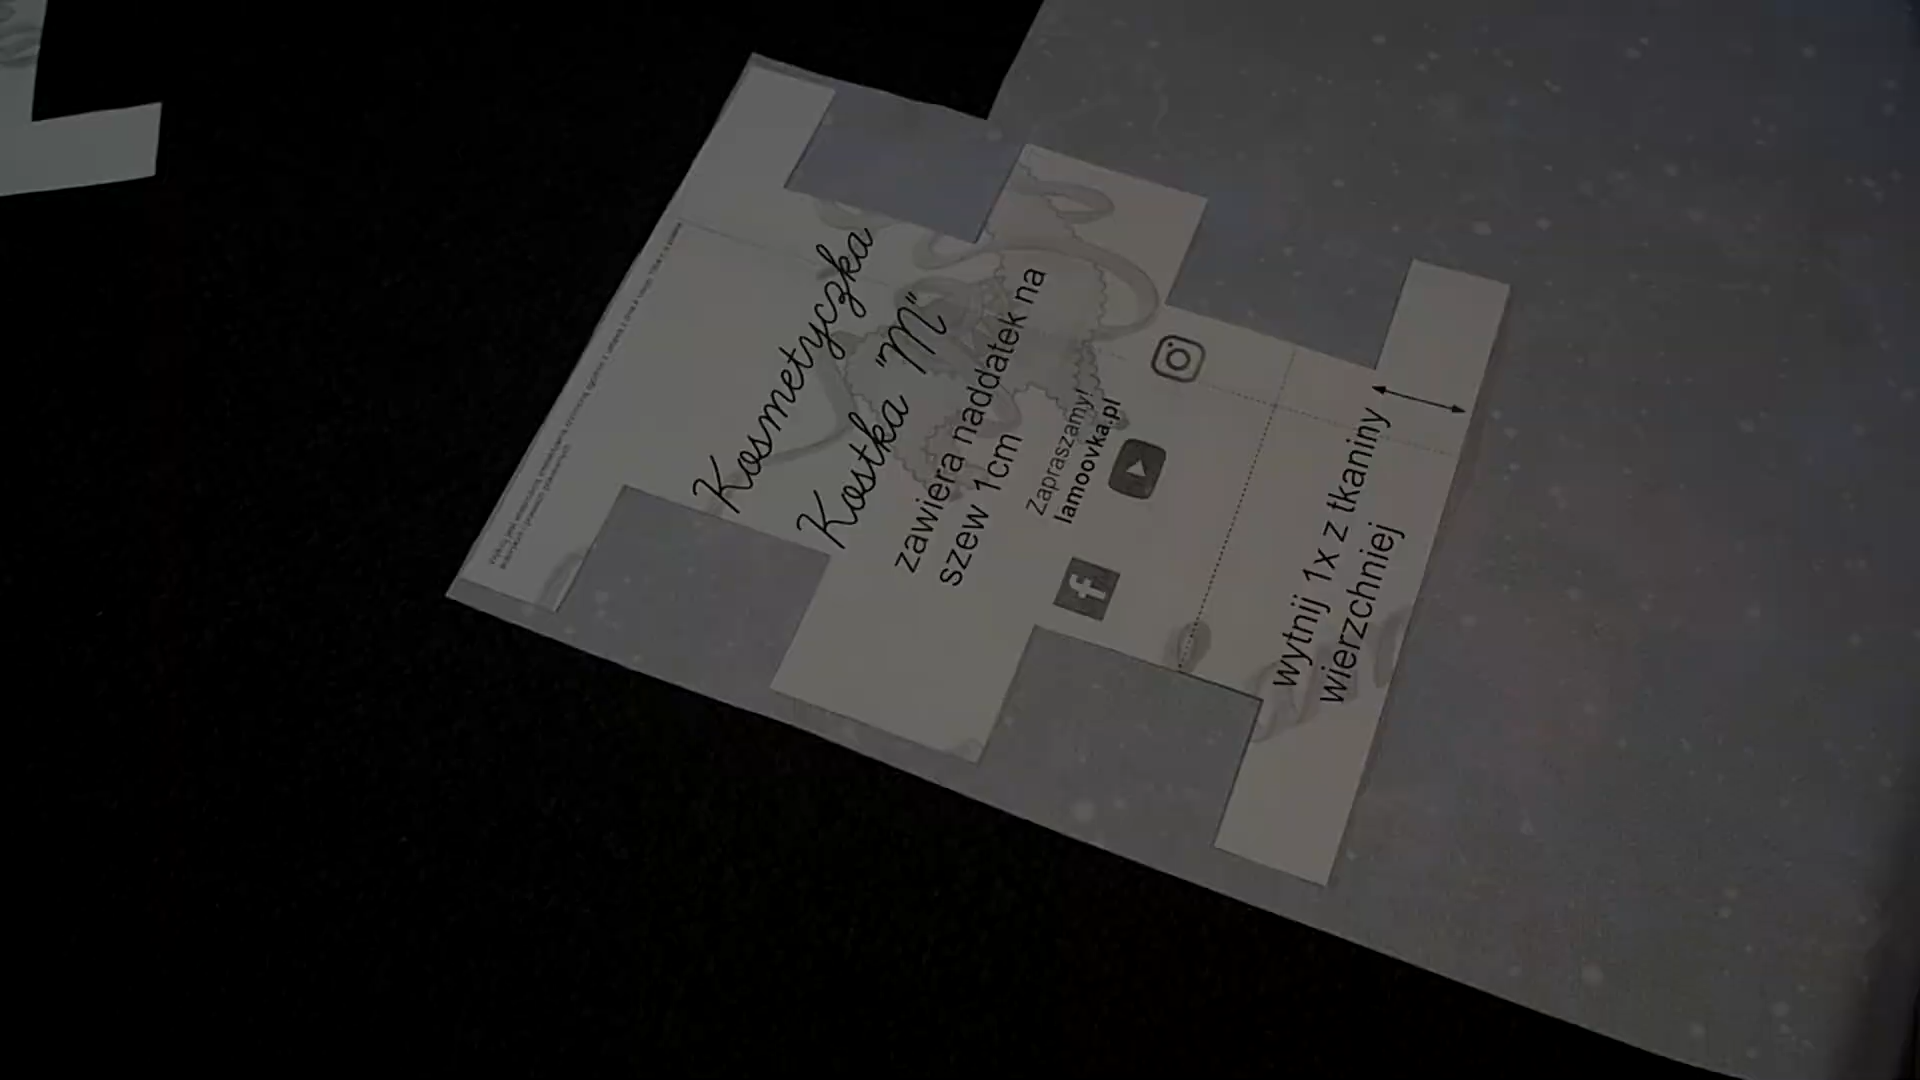 Kosmetyczka
Kostka "M"
zawiera naddatek na
szew 1cm
Zapraszamy!
lamoovka.pl
wytnij 1x z tkaniny
wierzchniej